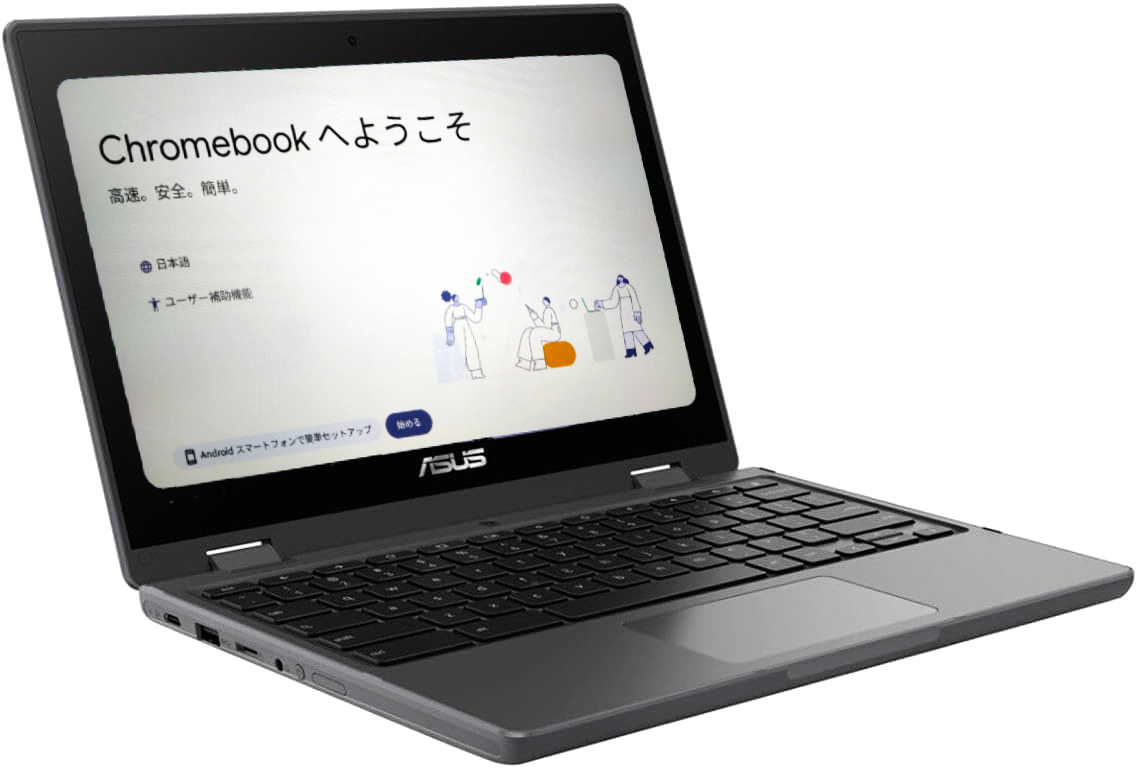 Chromebook へようこそ
高速。安全。簡単。
日本語
ユーザー補助機能
Android スマートフォンで簡単セットアップ
始める
ASUS